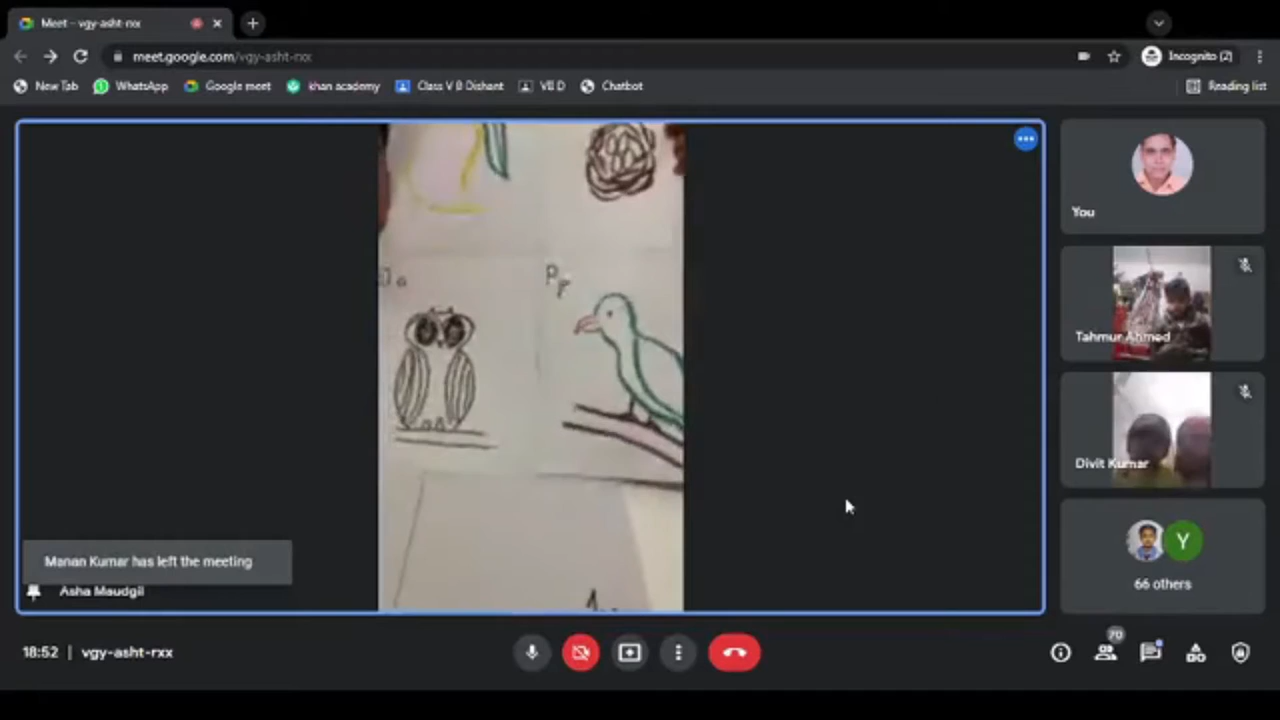 Meet - vgy-asht-rxx
meet.google.com/vgy-asht-rxx
Incognito (2)
New Tab
WhatsApp
Google meet
khan academy
Class V B Dishant
VII D
Chatbot
Reading list
You
Tahmur Ahmed
Divit Kumar
Y
66 others
Pp
Manan Kumar has left the meeting
Asha Maudgil
18:52 | vgy-asht-rxx
70